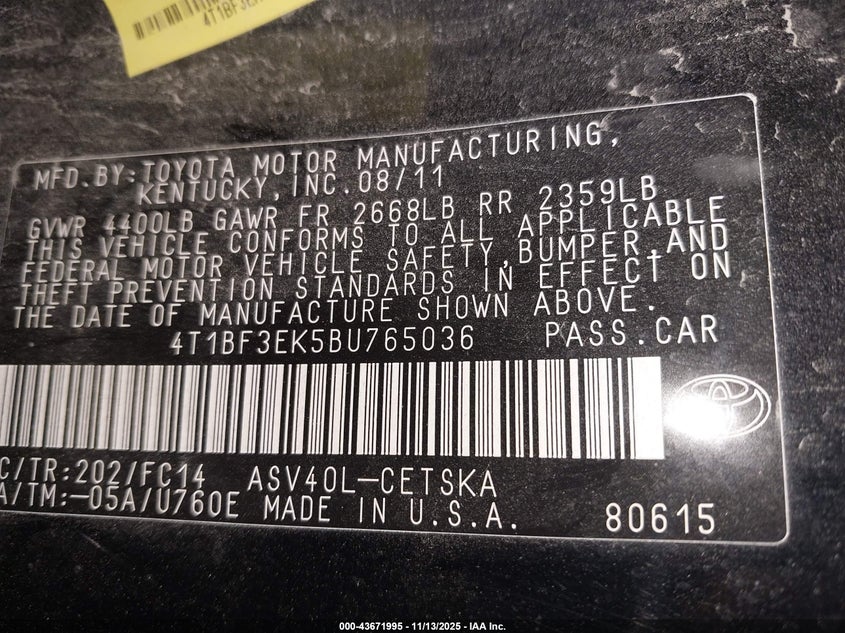 4T1BF3EK
MFD.BY:TOYOTA MOTOR MANUFACTURING,
KENTUCKY,INC.08/11
GVWR 4400LB GAWR FR 2668LB RR 2359LB
THIS VEHICLE CONFORMS TO ALL APPLICABLE
FEDERAL MOTOR VEHICLE SAFETY,BUMPER,AND
THEFT PREVENTION STANDARDS IN EFFECT ON
THE DATE OF MANUFACTURE SHOWN ABOVE.
4T1BF3EK5BU765036 PASS.CAR
C/TR:202/FC14 ASV40L-CETSKA
A/TM:-05A/U760E MADE IN U.S.A. 80615
000-43671995 - 11/13/2025 - IAA Inc.